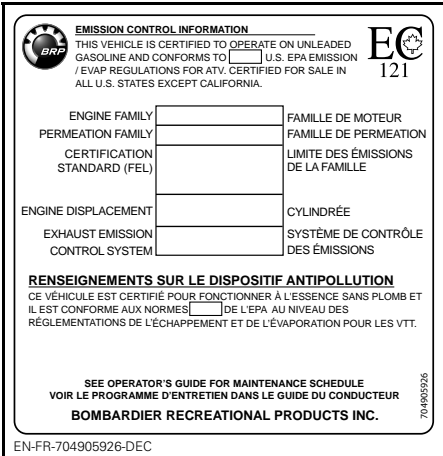 BRP
EMISSION CONTROL INFORMATION
THIS VEHICLE IS CERTIFIED TO OPERATE ON UNLEADED
GASOLINE AND CONFORMS TO U.S. EPA EMISSION
/ EVAP REGULATIONS FOR ATV. CERTIFIED FOR SALE IN
ALL U.S. STATES EXCEPT CALIFORNIA.
EC
121
ENGINE FAMILY FAMILLE DE MOTEUR
PERMEATION FAMILY FAMILLE DE PERMEATION
CERTIFICATION LIMITE DES ÉMISSIONS
STANDARD (FEL) DE LA FAMILLE
ENGINE DISPLACEMENT CYLINDRÉE
EXHAUST EMISSION SYSTÈME DE CONTRÔLE
CONTROL SYSTEM DES ÉMISSIONS
RENSEIGNEMENTS SUR LE DISPOSITIF ANTIPOLLUTION
CE VÉHICULE EST CERTIFIÉ POUR FONCTIONNER À L'ESSENCE SANS PLOMB ET
IL EST CONFORME AUX NORMES DE L'EPA AU NIVEAU DES
RÉGLEMENTATIONS DE L'ÉCHAPPEMENT ET DE L'ÉVAPORATION POUR LES VTT.
SEE OPERATOR'S GUIDE FOR MAINTENANCE SCHEDULE
VOIR LE PROGRAMME D'ENTRETIEN DANS LE GUIDE DU CONDUCTEUR
BOMBARDIER RECREATIONAL PRODUCTS INC.
704905926
EN-FR-704905926-DEC